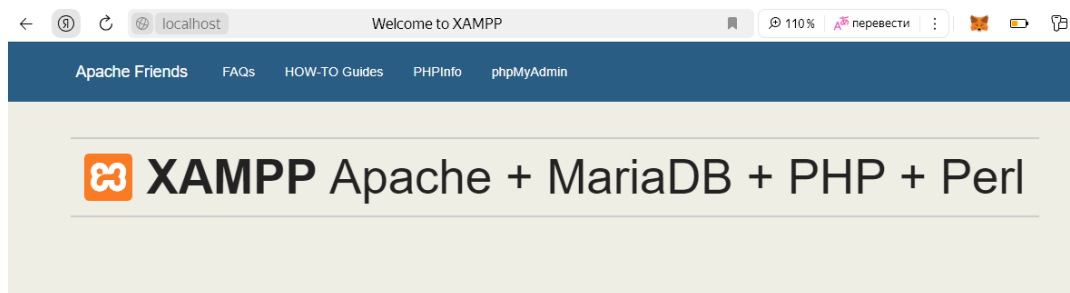 Я localhost Welcome to XAMPP 110 % перевести
Apache Friends FAQs HOW-TO Guides PHPInfo phpMyAdmin
XAMPP Apache + MariaDB + PHP + Perl